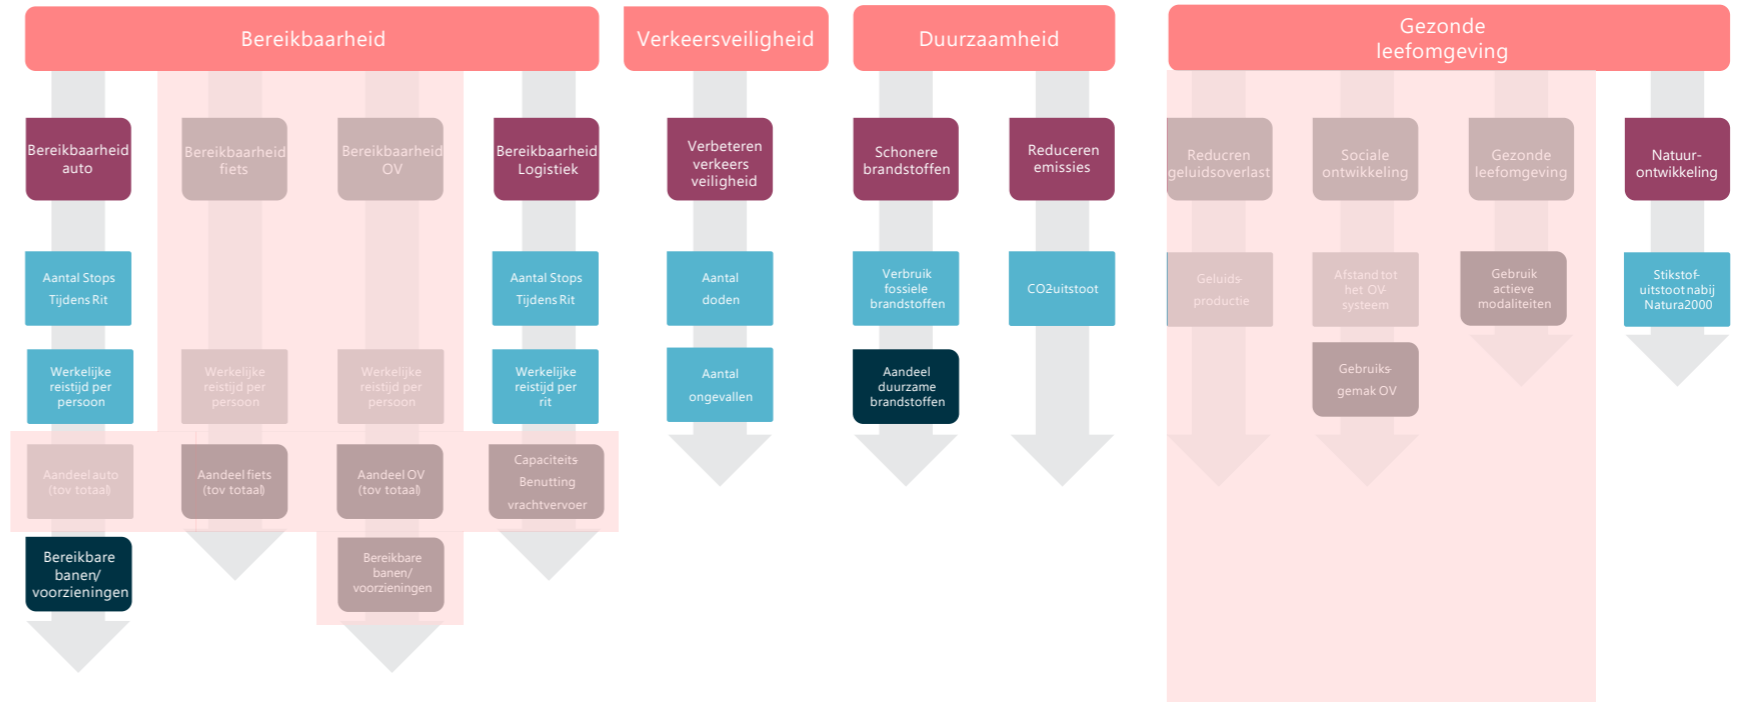 Bereikbaarheid
Verkeersveiligheid
Duurzaamheid
Gezonde
leefomgeving
Bereikbaarheid
auto
Bereikbaarheid
fiets
Bereikbaarheid
OV
Bereikbaarheid
Logistiek
Verbeteren
verkeers
veiligheid
Schonere
brandstoffen
Reduceren
emissies
Reducren
geluidsoverlast
Sociale
ontwikkeling
Gezonde
leefomgeving
Natuur-
ontwikkeling
Aantal Stops
Tijdens Rit
Aantal Stops
Tijdens Rit
Aantal
doden
Verbruik
fossiele
brandstoffen
CO2uitstoot
Geluids-
productie
Afstand tot
het OV-
systeem
Gebruik
actieve
modaliteiten
Stikstof-
uitstoot nabij
Natura2000
Werkelijke
reistijd per
persoon
Werkelijke
reistijd per
persoon
Werkelijke
reistijd per
persoon
Werkelijke
reistijd per
rit
Aantal
ongevallen
Aandeel
duurzame
brandstoffen
Gebruiks-
gemak OV
Aandeel auto
(tov totaal)
Aandeel fiets
(tov totaal)
Aandeel OV
(tov totaal)
Capaciteits-
Benutting
vrachtvervoer
Bereikbare
banen/
voorzieningen
Bereikbare
banen/
voorzieningen